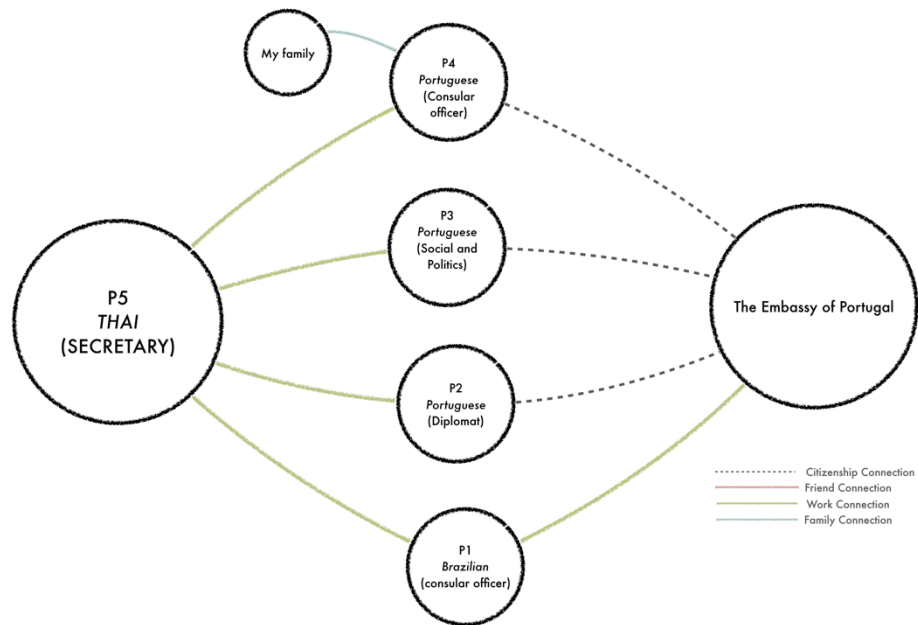 My family
P4
Portuguese
(Consular
officer)
P3
Portuguese
(Social and
Politics)
P5
THAI
(SECRETARY)
The Embassy of Portugal
P2
Portuguese
(Diplomat)
P1
Brazilian
(consular officer)
Citizenship Connection
Friend Connection
Work Connection
Family Connection